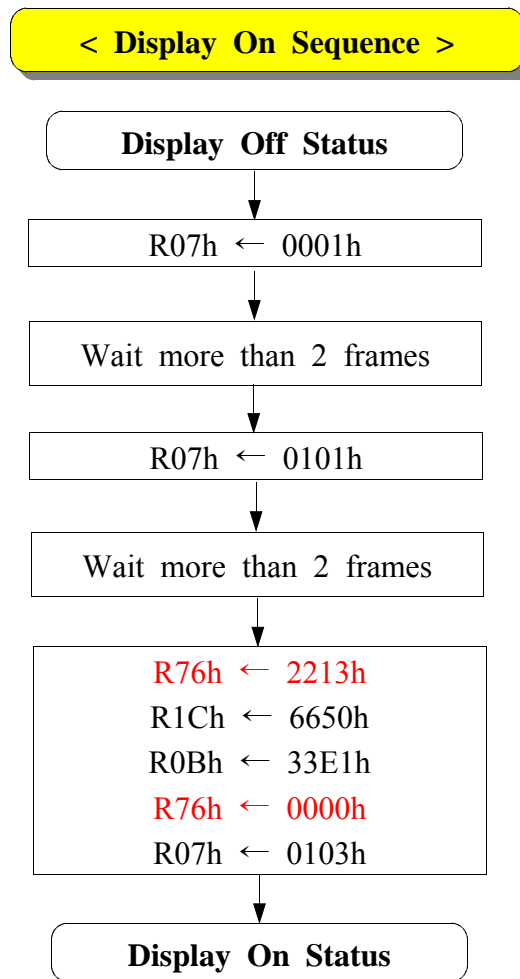 < Display On Sequence >
Display Off Status
R07h ← 0001h
Wait more than 2 frames
R07h ← 0101h
Wait more than 2 frames
R76h ← 2213h
R1Ch ← 6650h
R0Bh ← 33E1h
R76h ← 0000h
R07h ← 0103h
Display On Status